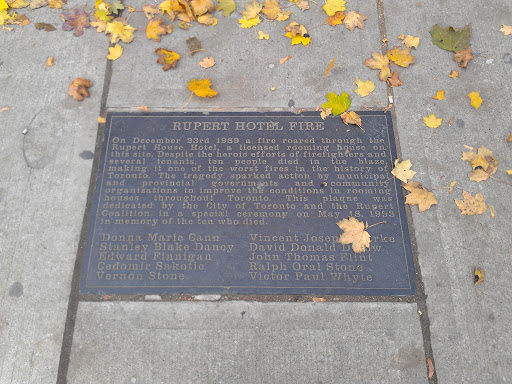 RUPERT HOTEL FIRE
On December 23rd 1989 a fire roared through the
Rupert House Hotel, a licensed rooming house on
this site. Despite the heroic efforts of firefighters and
several tenants, ten people died in the blaze,
making it one of the worst fires in the history of
Toronto. The tragedy sparked action by municipal
and provincial governments and community
organizations to improve the conditions in rooming
houses throughout Toronto. This plaque was
dedicated by the City of Toronto and the Rupert
Coalition in a special ceremony on May 18, 1993
in memory of the ten who died.
Donna Marie Cann
Stanley Blake Dancy
Edward Finnigan
Cedomir Sakotic
Vernon Stone
Vincent Joseph
David Donald
John Thomas Flint
Ralph Oral Stone
Victor Paul Whyte